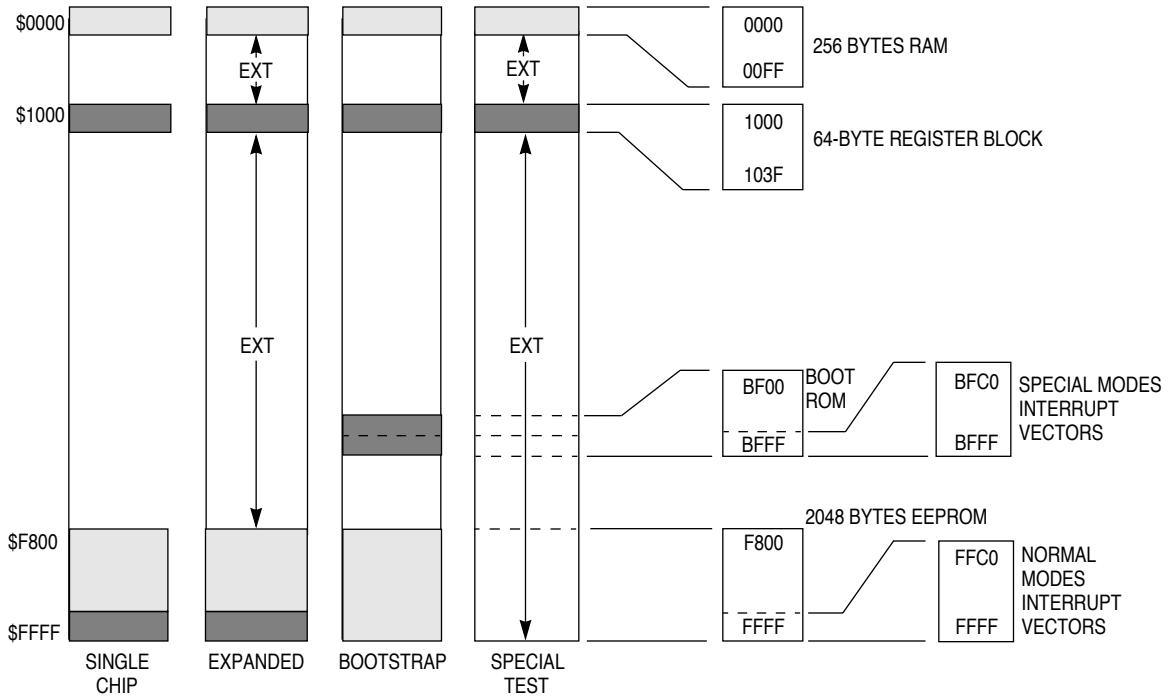 $0000
EXT
EXT
0000
00FF
256 BYTES RAM
$1000
1000
103F
64-BYTE REGISTER BLOCK
EXT
EXT
BF00
BFFF
BOOT
ROM
BFC0
BFFF
SPECIAL MODES
INTERRUPT
VECTORS
2048 BYTES EEPROM
$F800
F800
FFFF
FFC0
FFFF
NORMAL
MODES
INTERRUPT
VECTORS
$FFFF
SINGLE
CHIP
EXPANDED
BOOTSTRAP
SPECIAL
TEST